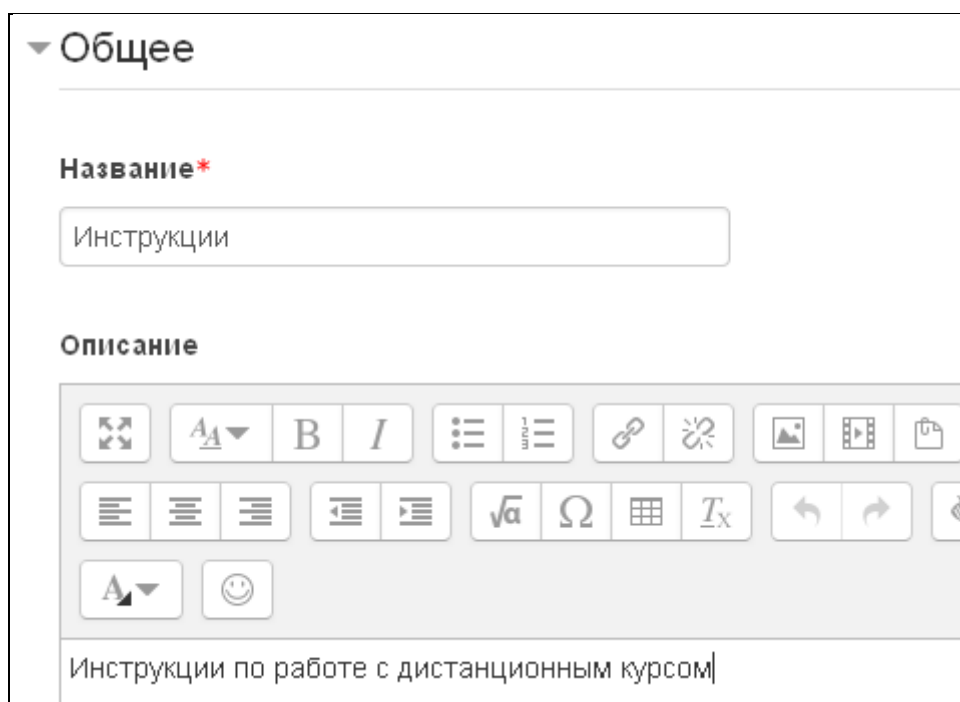 Общее
Название*
Инструкции
Описание
Инструкции по работе с дистанционным курсом